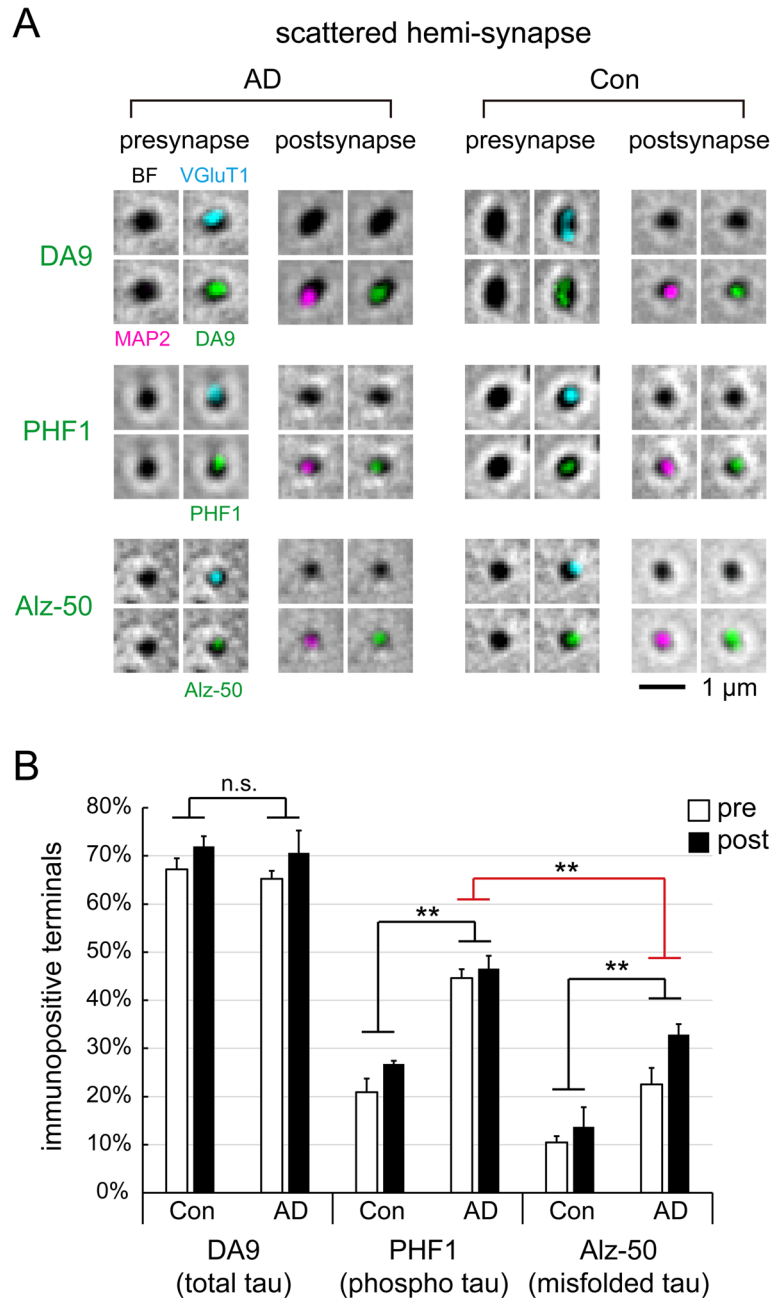 A
scattered hemi-synapse
AD
Con
presynapse postsynapse presynapse postsynapse
BF VGluT1
DA9
MAP2 DA9
PHF1
PHF1
Alz-50
Alz-50
1 µm
B
n.s.
pre
post
**
**
**
80%
70%
60%
50%
40%
30%
20%
10%
0%
immunopositive terminals
Con AD Con AD Con AD
DA9 PHF1 Alz-50
(total tau) (phospho tau) (misfolded tau)